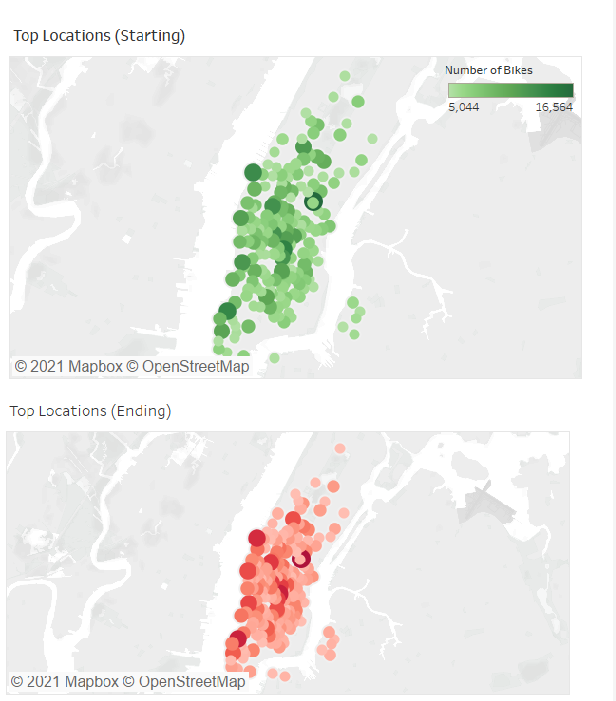 Top Locations (Starting)
Number of Bikes
5,044 16,564
© 2021 Mapbox © OpenStreetMap
Top Locations (Ending)
© 2021 Mapbox © OpenStreetMap